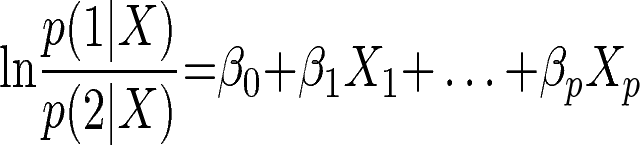 ln p(1|X)/p(2|X) = β₀+β₁X₁+ … +βₚXₚ